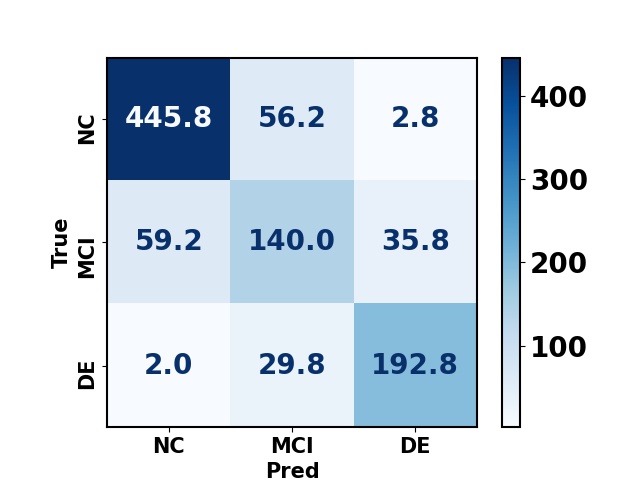 NC 445.8 56.2 2.8
MCI 59.2 140.0 35.8
DE 2.0 29.8 192.8
True
NC MCI DE
Pred
400
300
200
100